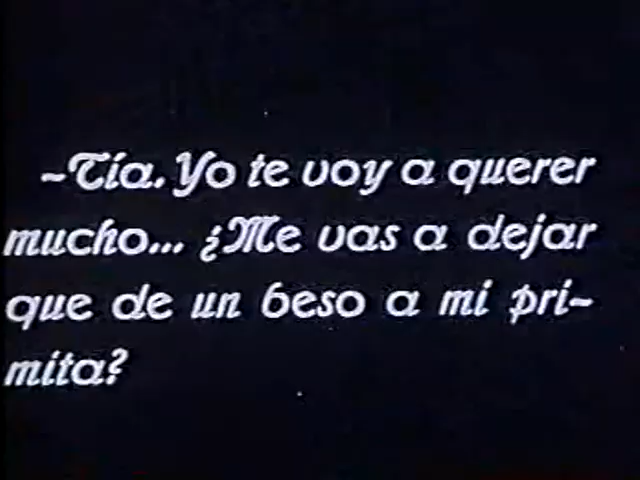 -Tía. Yo te voy a querer
mucho... ¿Me vas a dejar
que de un beso a mi pri-
mita?